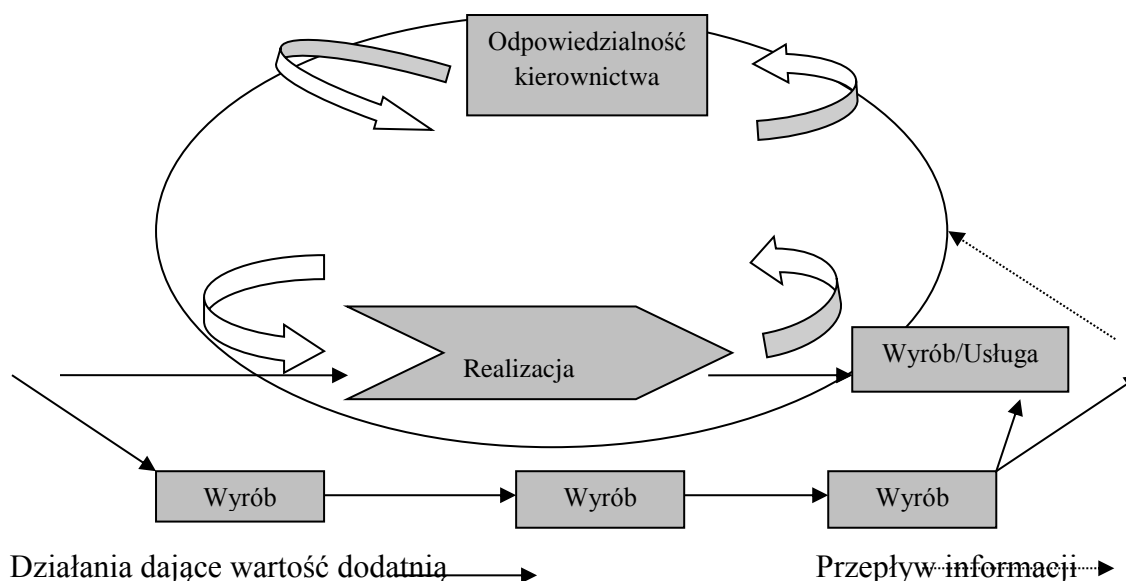 Odpowiedzialność
kierownictwa
Realizacja
Wyrób/Usługa
Wyrób
Wyrób
Wyrób
Działania dające wartość dodatnią
Przepływ informacji